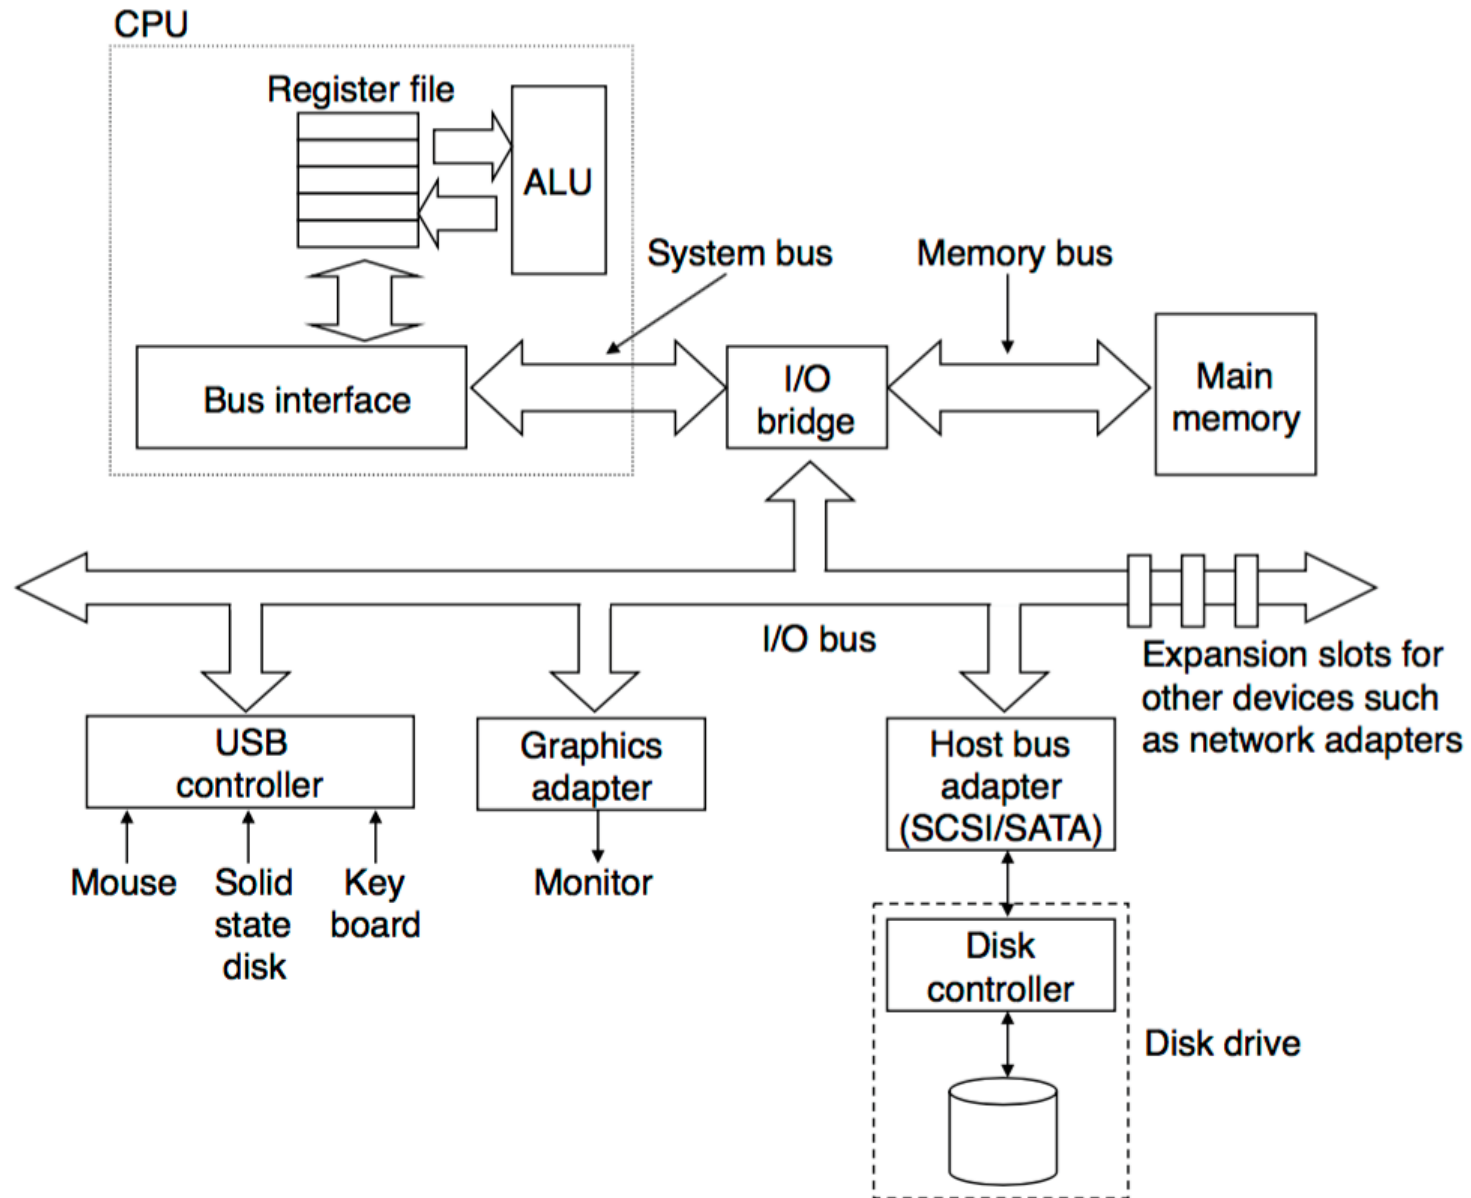 CPU
Register file
ALU
System bus
Memory bus
Bus interface
I/O
bridge
Main
memory
I/O bus
Expansion slots for
other devices such
as network adapters
USB
controller
Graphics
adapter
Host bus
adapter
(SCSI/SATA)
Mouse
Solid
state
disk
Key
board
Monitor
Disk
controller
Disk drive